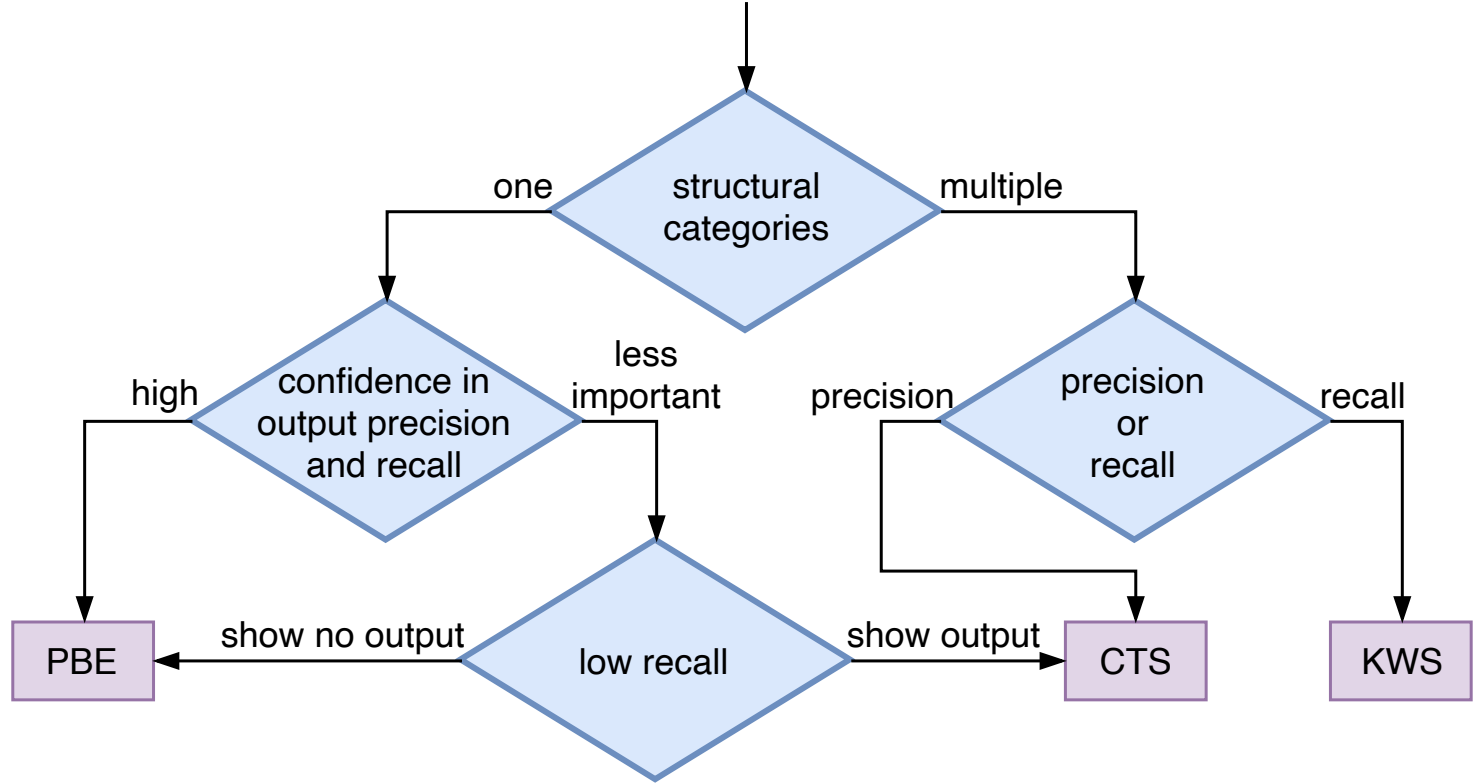 one
structural
categories
multiple
high
confidence in
output precision
and recall
less
important
precision
precision
or
recall
recall
PBE
show no output
low recall
show output
CTS
KWS